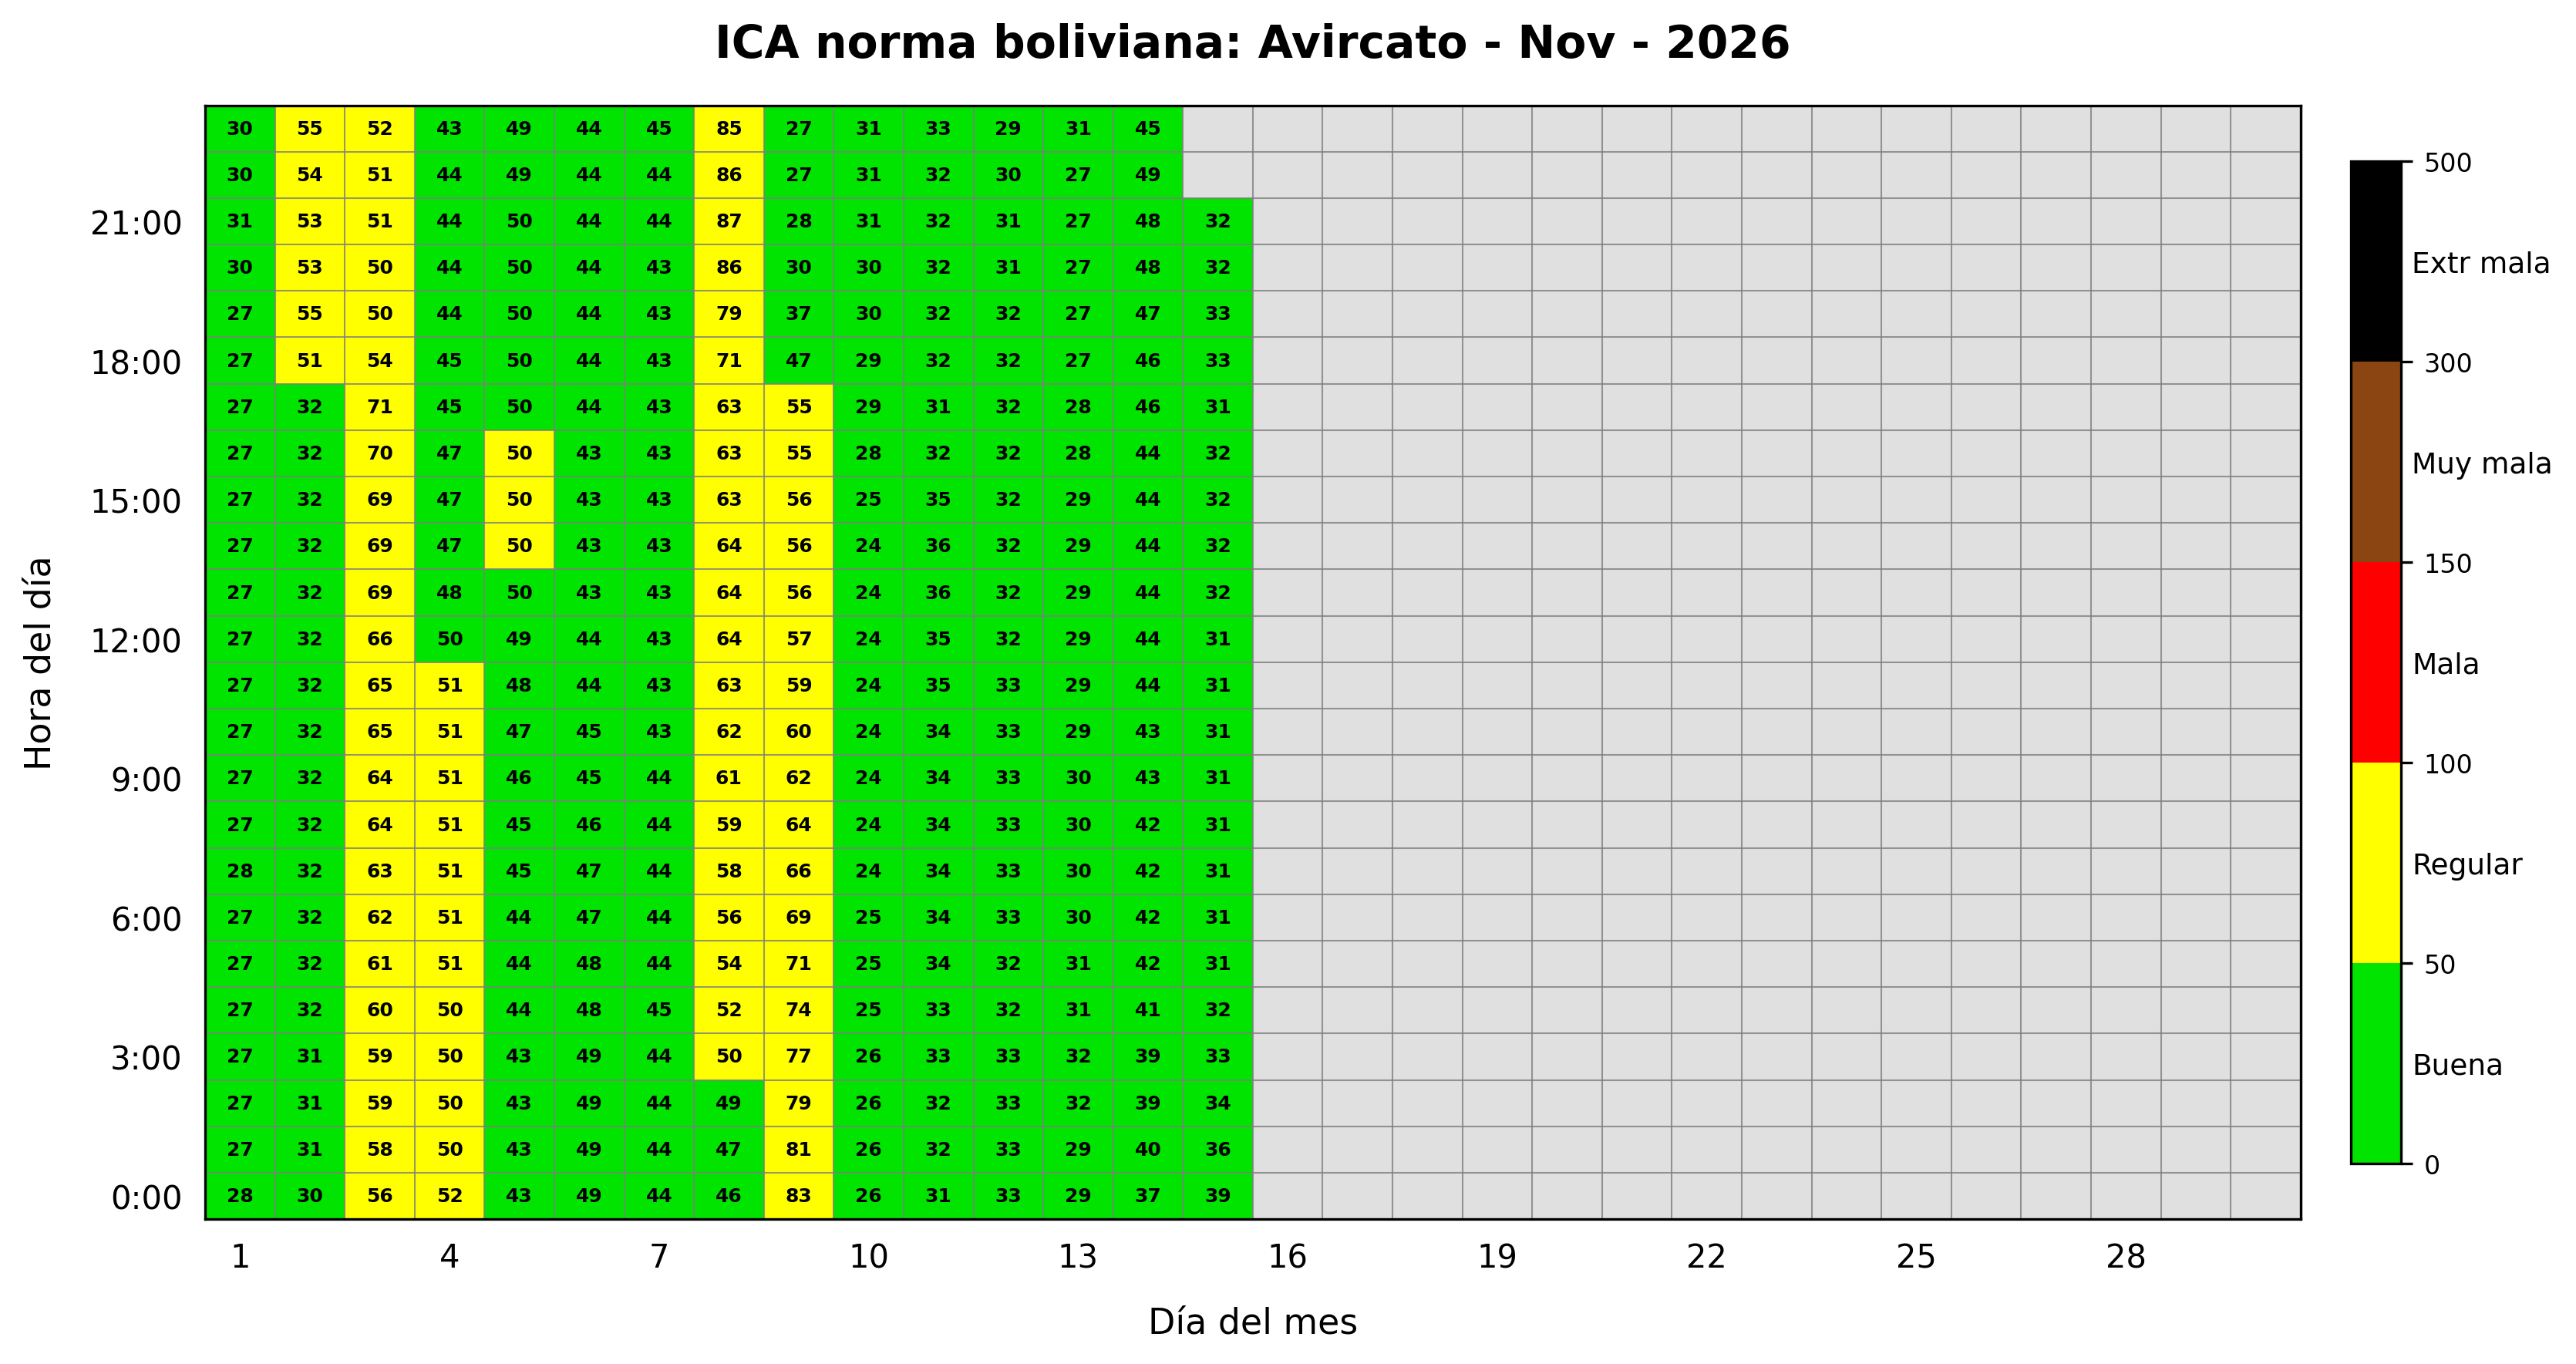 ICA norma boliviana: Avircato - Nov - 2026
30 55 52 43 49 44 45 85 27 31 33 29 31 45
30 54 51 44 49 44 44 86 27 31 32 30 27 49
21:00 31 53 51 44 50 44 44 87 28 31 32 31 27 48 32
30 53 50 44 50 44 43 86 30 30 32 31 27 48 32
27 55 50 44 50 44 43 79 37 30 32 32 27 47 33
18:00 27 51 54 45 50 44 43 71 47 29 32 32 27 46 33
27 32 71 45 50 44 43 63 55 29 31 32 28 46 31
27 32 70 47 50 43 43 63 55 28 32 32 28 44 32
15:00 27 32 69 47 50 43 43 63 56 25 35 32 29 44 32
27 32 69 47 50 43 43 64 56 24 36 32 29 44 32
27 32 69 48 50 43 43 64 56 24 36 32 29 44 32
12:00 27 32 66 50 49 44 43 64 57 24 35 32 29 44 31
27 32 65 51 48 44 43 63 59 24 35 33 29 44 31
27 32 65 51 47 45 43 62 60 24 34 33 29 43 31
9:00 27 32 64 51 46 45 44 61 62 24 34 33 30 43 31
27 32 64 51 45 46 44 59 64 24 34 33 30 42 31
28 32 63 51 45 47 44 58 66 24 34 33 30 42 31
6:00 27 32 62 51 44 47 44 56 69 25 34 33 30 42 31
27 32 61 51 44 48 44 54 71 25 34 32 31 42 31
27 32 60 50 44 48 45 52 74 25 33 32 31 41 32
3:00 27 31 59 50 43 49 44 50 77 26 33 33 32 39 33
27 31 59 50 43 49 44 49 79 26 32 33 32 39 34
27 31 58 50 43 49 44 47 81 26 32 33 29 40 36
0:00 28 30 56 52 43 49 44 46 83 26 31 33 29 37 39
1 4 7 10 13 16 19 22 25 28
Día del mes
Hora del día
500
Extr mala
300
Muy mala
150
Mala
100
Regular
50
Buena
0